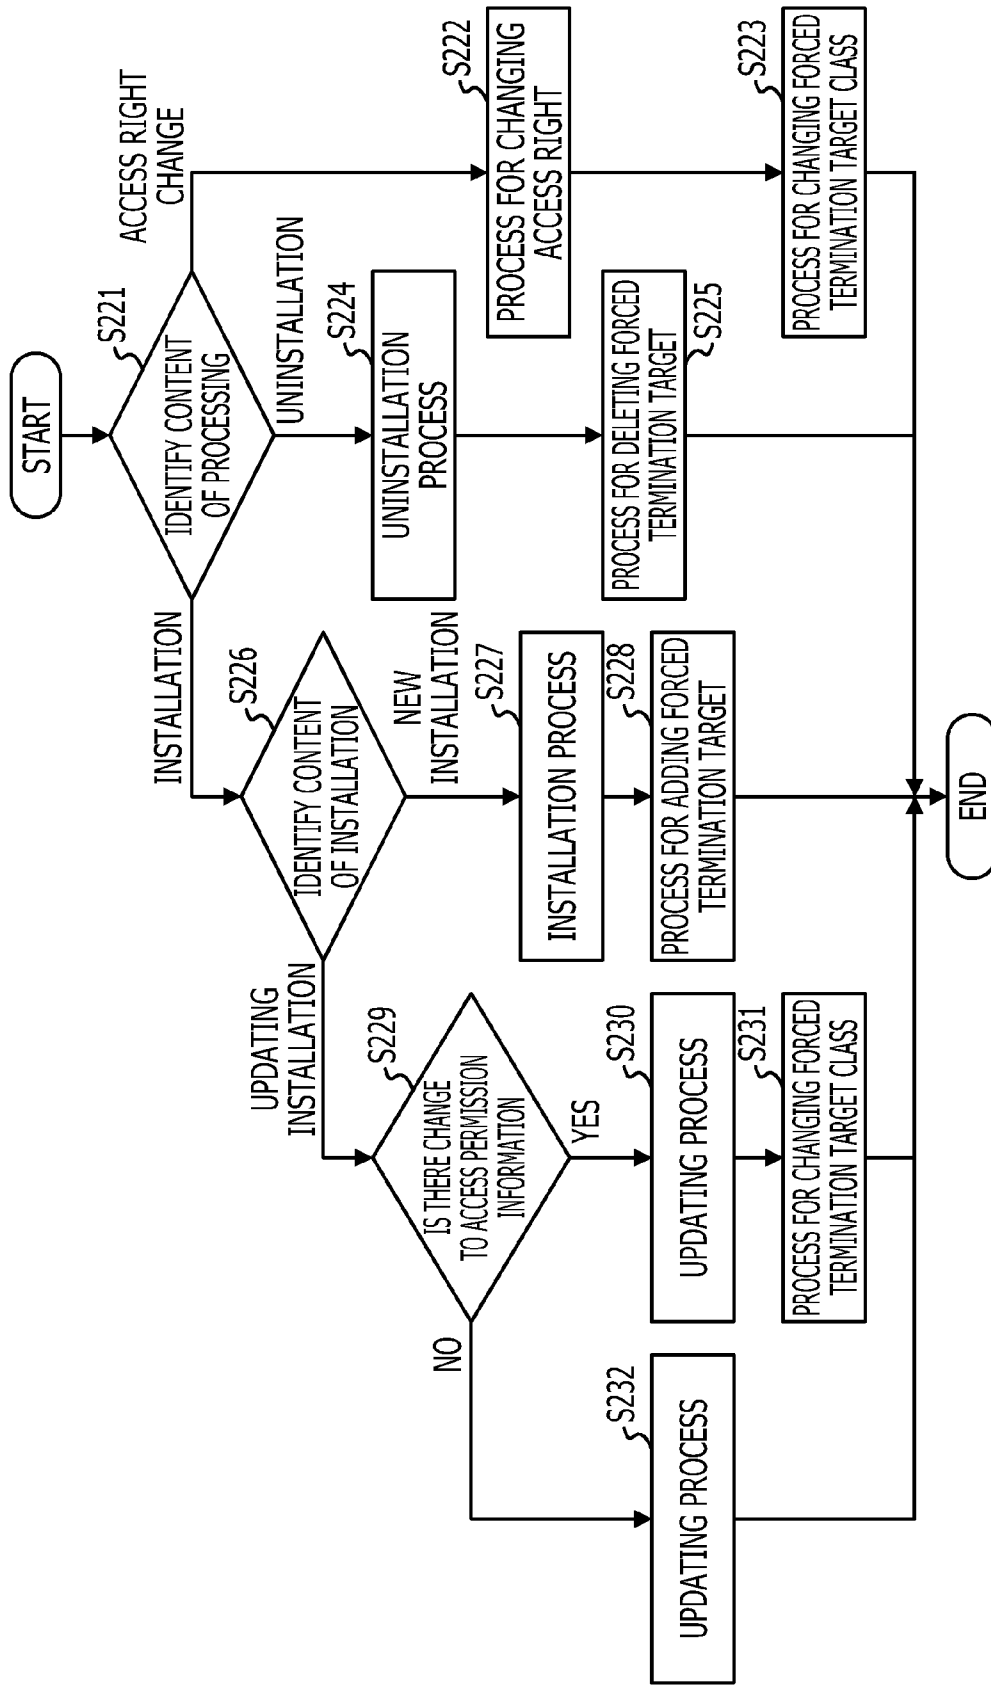 START
S221
IDENTIFY CONTENT
OF PROCESSING
ACCESS RIGHT
CHANGE
S222
PROCESS FOR CHANGING
ACCESS RIGHT
S223
PROCESS FOR CHANGING FORCED
TERMINATION TARGET CLASS
UNINSTALLATION
S224
UNINSTALLATION
PROCESS
PROCESS FOR DELETING FORCED
TERMINATION TARGET
S225
INSTALLATION
S226
IDENTIFY CONTENT
OF INSTALLATION
NEW
INSTALLATION
S227
INSTALLATION PROCESS
S228
PROCESS FOR ADDING FORCED
TERMINATION TARGET
UPDATING
INSTALLATION
S229
IS THERE CHANGE
TO ACCESS PERMISSION
INFORMATION
YES
S230
UPDATING PROCESS
S231
PROCESS FOR CHANGING FORCED
TERMINATION TARGET CLASS
NO
S232
UPDATING PROCESS
END